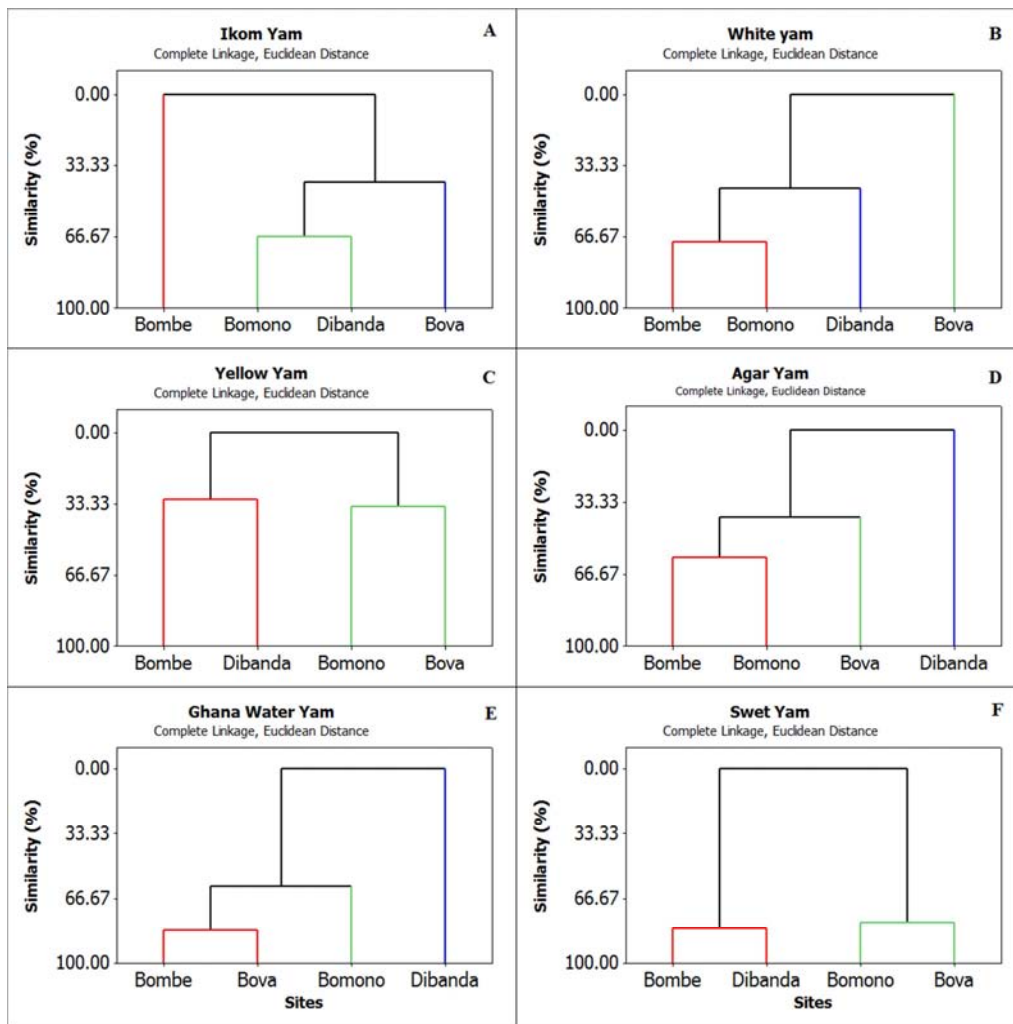 Ikom Yam
A
Complete Linkage, Euclidean Distance
Similarity (%)
0.00
33.33
66.67
100.00
Bombe Bomono Dibanda Bova
White yam
B
Complete Linkage, Euclidean Distance
Similarity (%)
0.00
33.33
66.67
100.00
Bombe Bomono Dibanda Bova
Yellow Yam
C
Complete Linkage, Euclidean Distance
Similarity (%)
0.00
33.33
66.67
100.00
Bombe Dibanda Bomono Bova
Agar Yam
D
Complete Linkage, Euclidean Distance
Similarity (%)
0.00
33.33
66.67
100.00
Bombe Bomono Bova Dibanda
Ghana Water Yam
E
Complete Linkage, Euclidean Distance
Similarity (%)
0.00
33.33
66.67
100.00
Bombe Bova Bomono Dibanda
Sites
Swet Yam
F
Complete Linkage, Euclidean Distance
Similarity (%)
0.00
33.33
66.67
100.00
Bombe Dibanda Bomono Bova
Sites